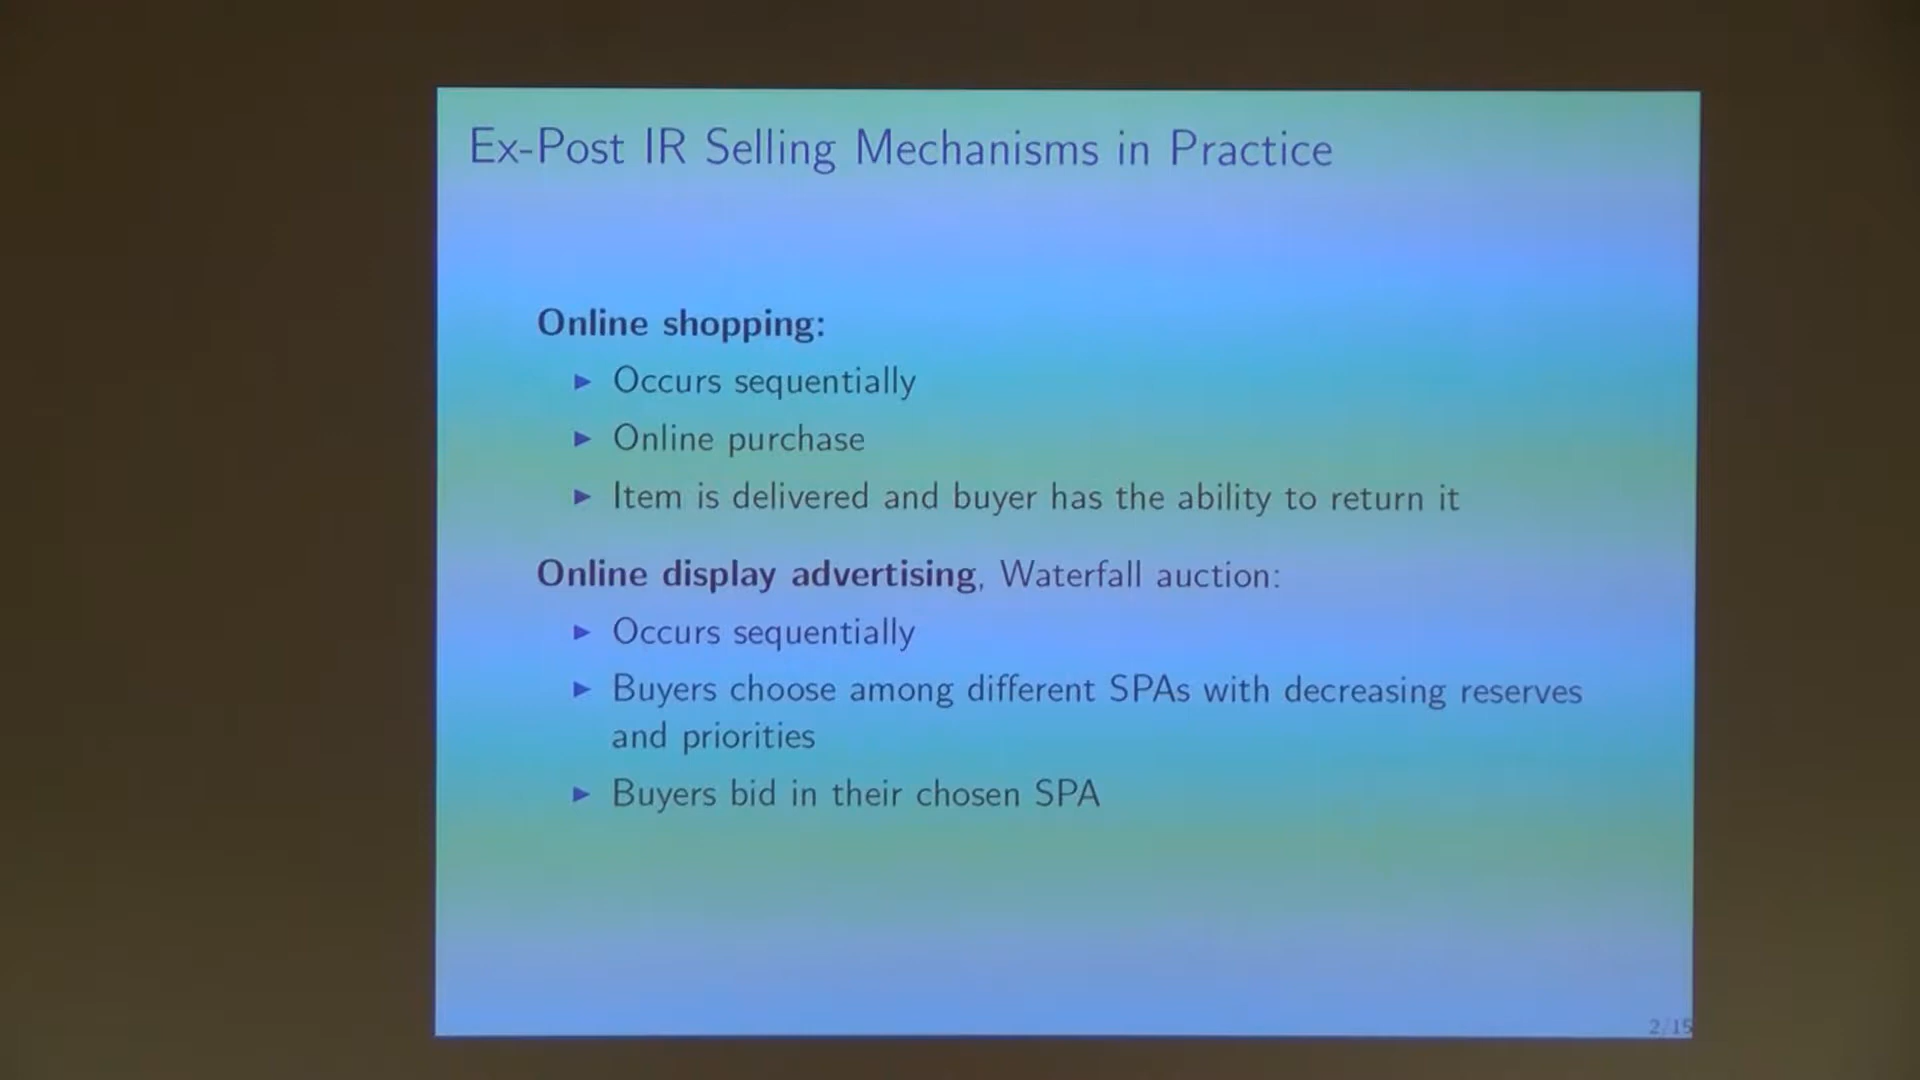 Ex-Post IR Selling Mechanisms in Practice
Online shopping:
▶ Occurs sequentially
▶ Online purchase
▶ Item is delivered and buyer has the ability to return it
Online display advertising, Waterfall auction:
▶ Occurs sequentially
▶ Buyers choose among different SPAs with decreasing reserves
and priorities
▶ Buyers bid in their chosen SPA
2/15